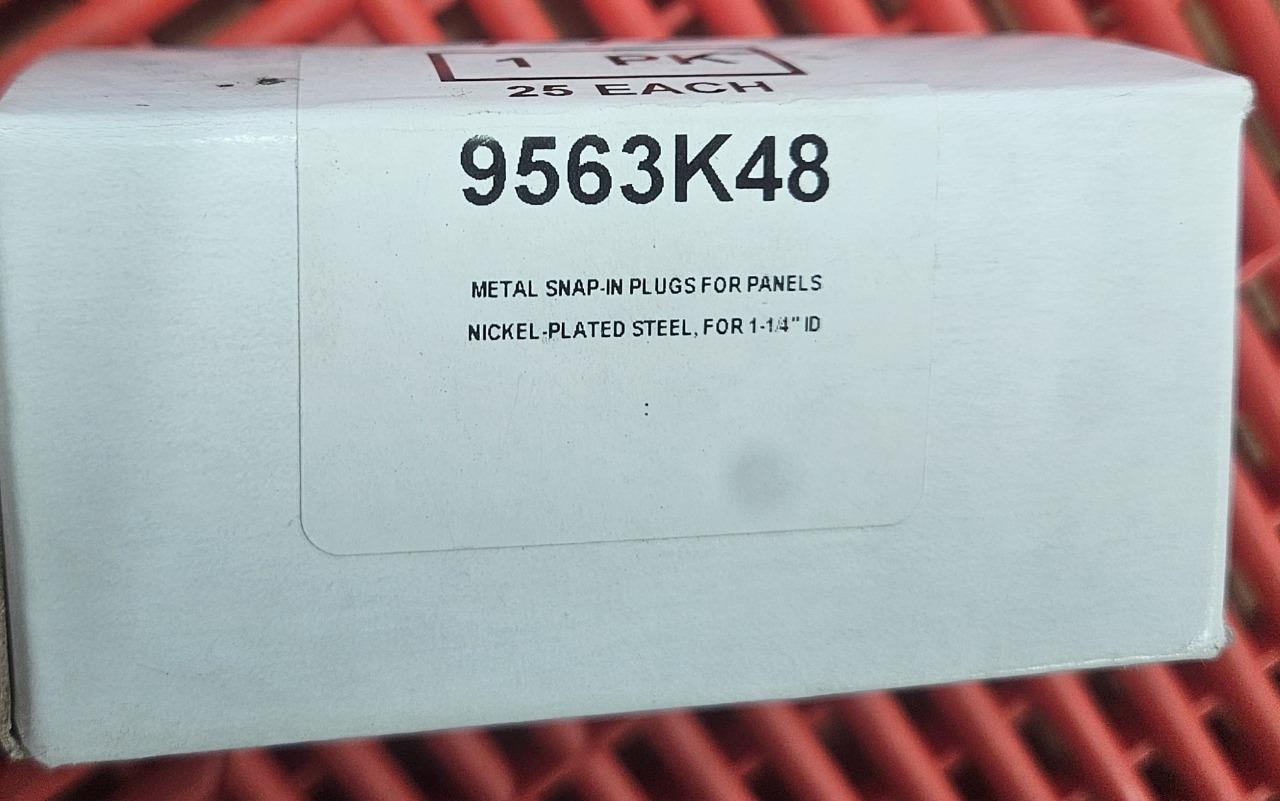 1 PK
25 EACH
9563K48
METAL SNAP-IN PLUGS FOR PANELS
NICKEL-PLATED STEEL, FOR 1-1/4" ID
: